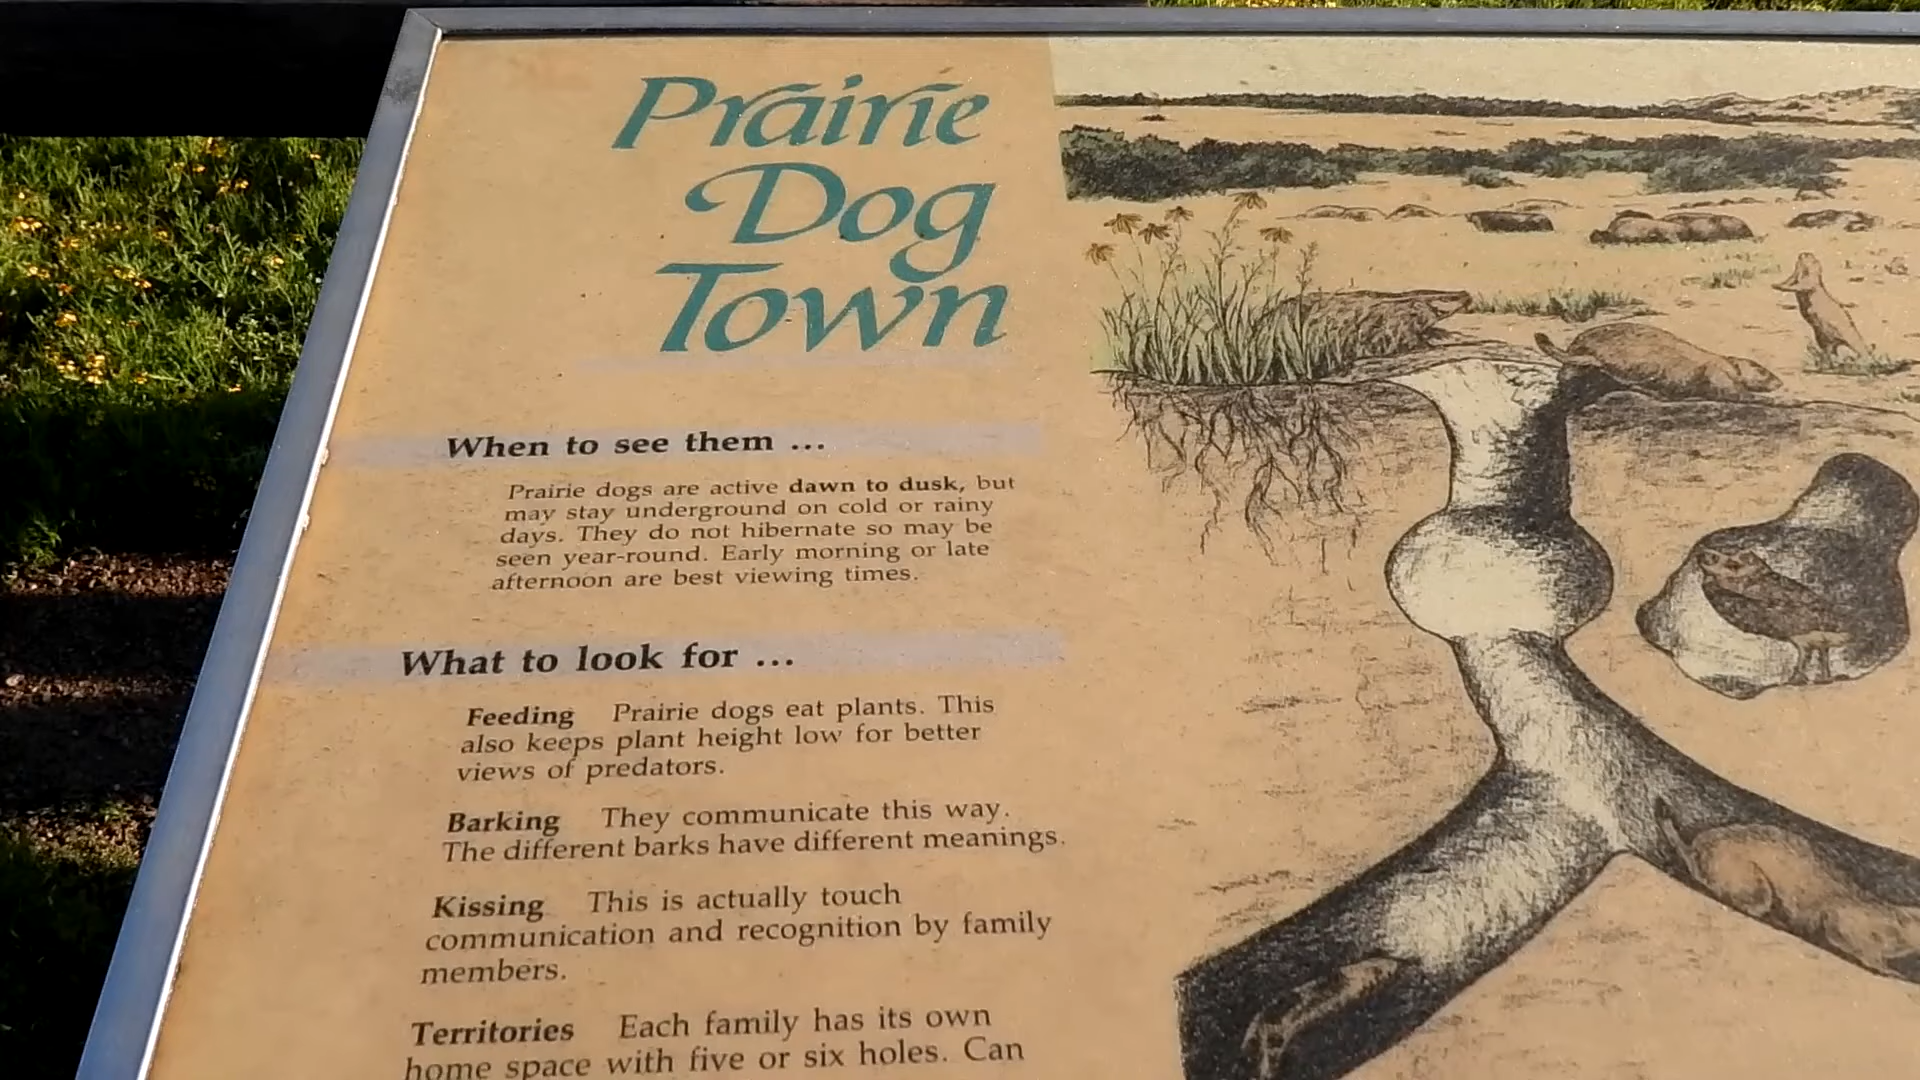 Prairie
Dog
Town
When to see them ...
Prairie dogs are active dawn to dusk, but
may stay underground on cold or rainy
days. They do not hibernate so may be
seen year-round. Early morning or late
afternoon are best viewing times.
What to look for ...
Feeding Prairie dogs eat plants. This
also keeps plant height low for better
views of predators.
Barking They communicate this way.
The different barks have different meanings.
Kissing This is actually touch
communication and recognition by family
members.
Territories Each family has its own
home space with five or six holes. Can